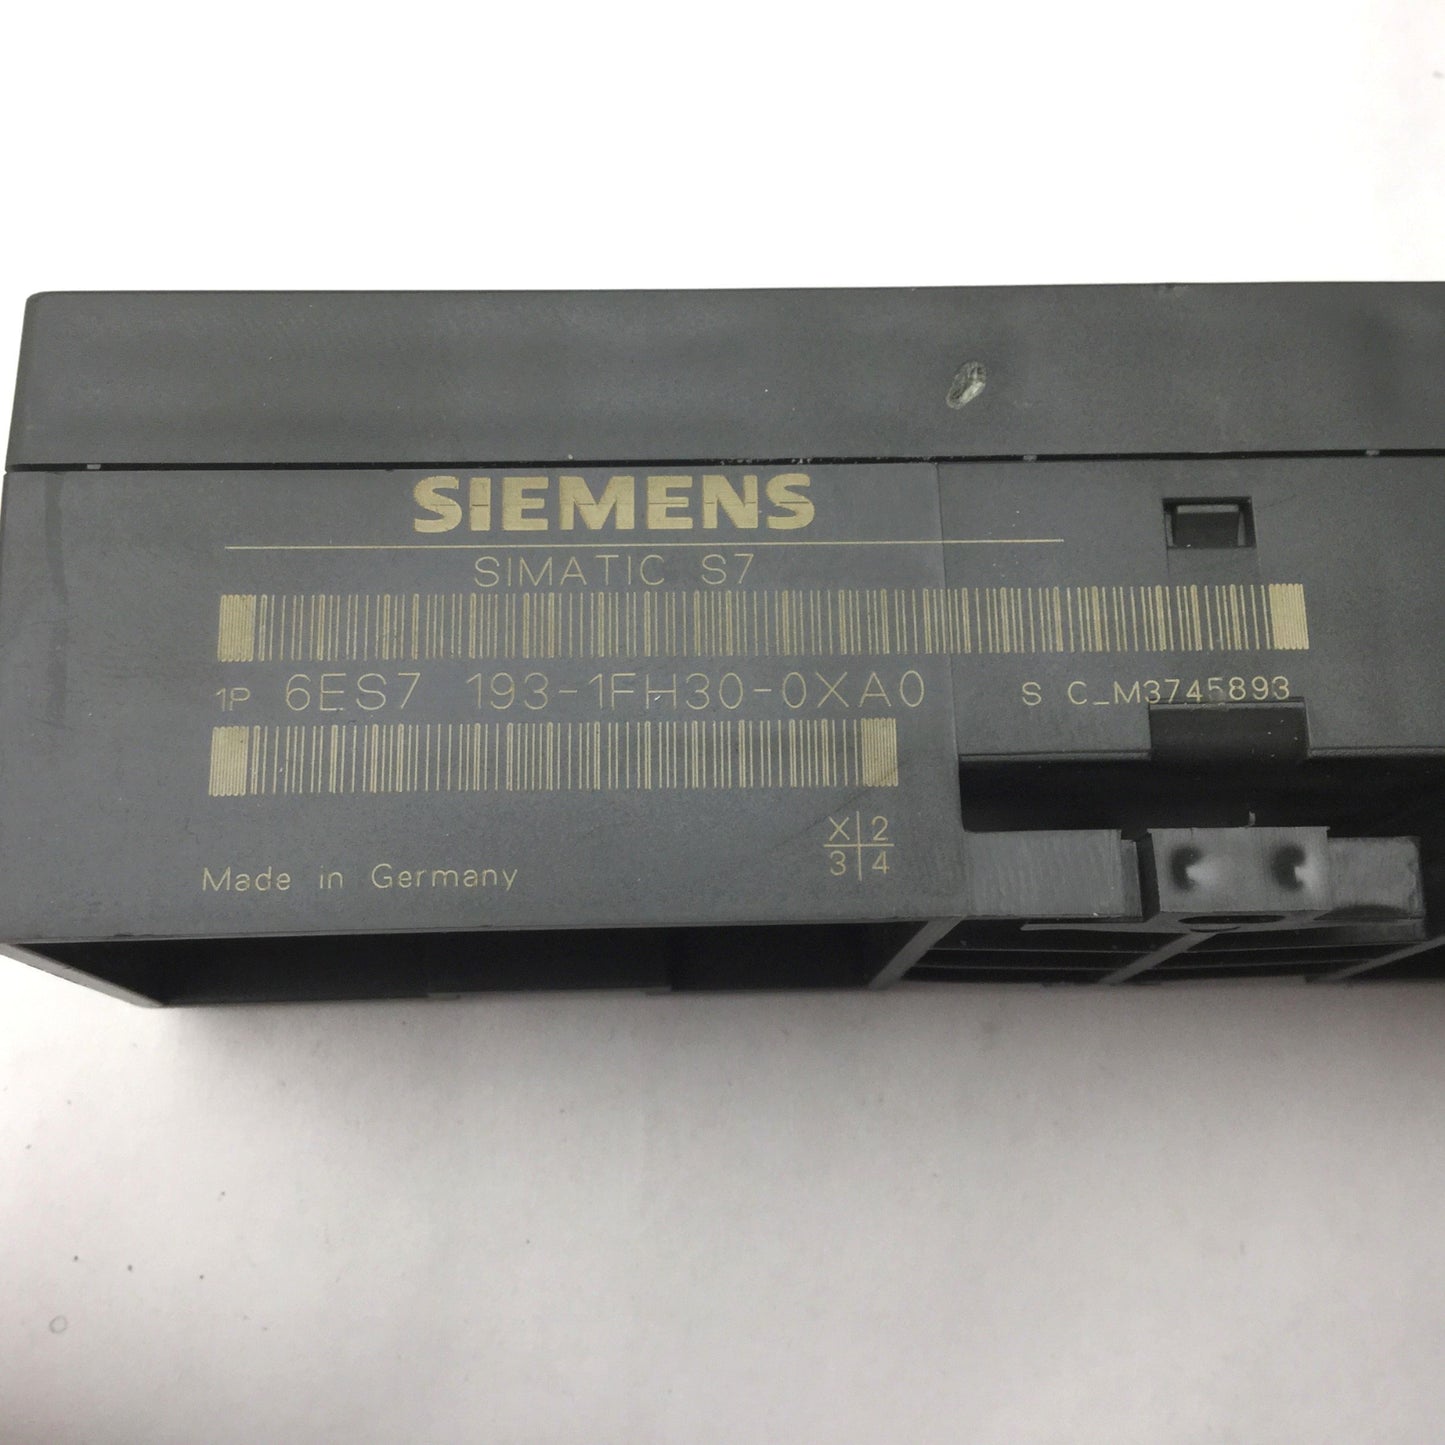 SIEMENS
SIMATIC S7
1P 6ES7 193-1FH30-0XA0 S C_M3745893
X 2
3 4
Made in Germany